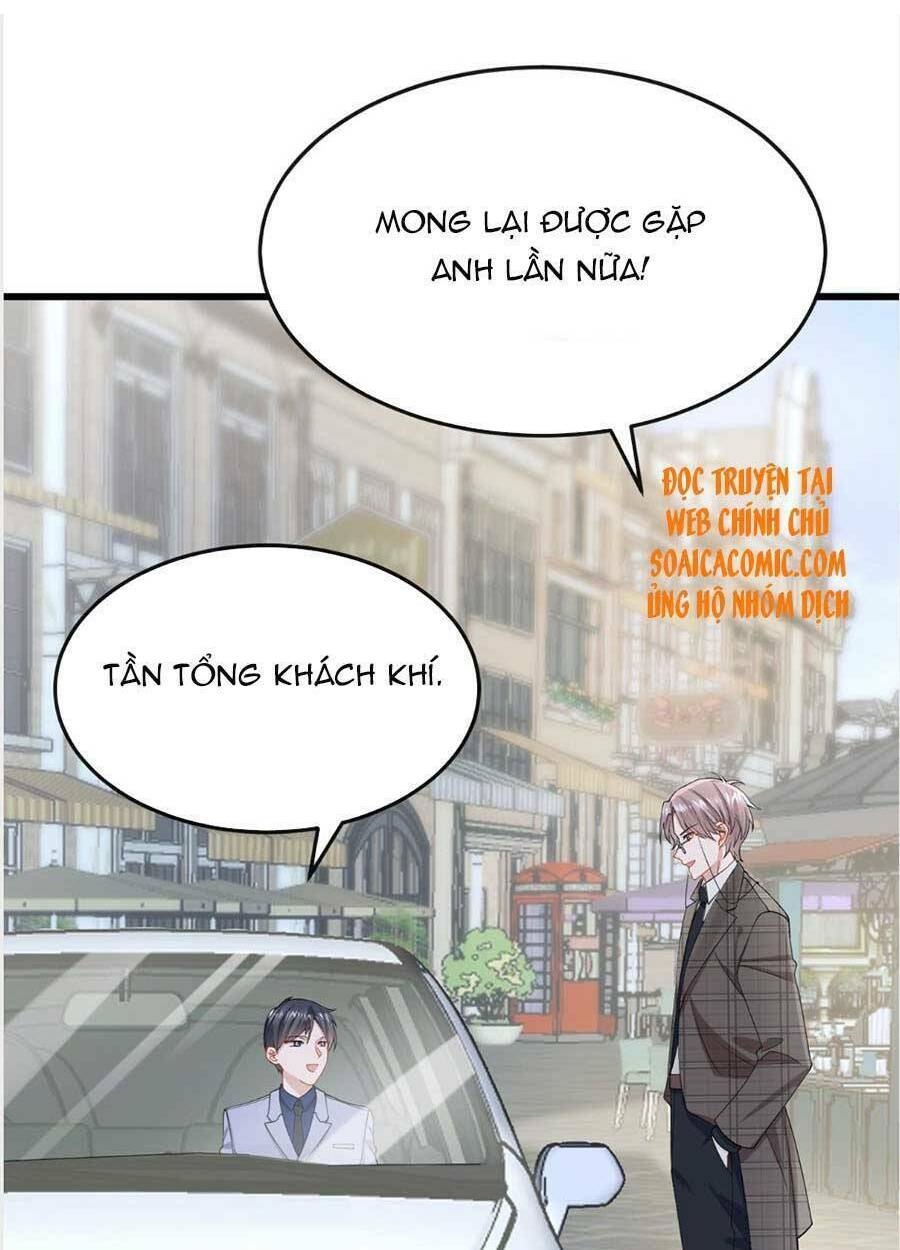 MONG LẠI ĐƯỢC GẶP
ANH LẦN NỮA!
ĐỌC TRUYỆN TẠI
WEB CHÍNH CHỦ
SOAICACOMIC.COM
ỦNG HỘ NHÓM DỊCH
TẦN TỔNG KHÁCH KHÍ.